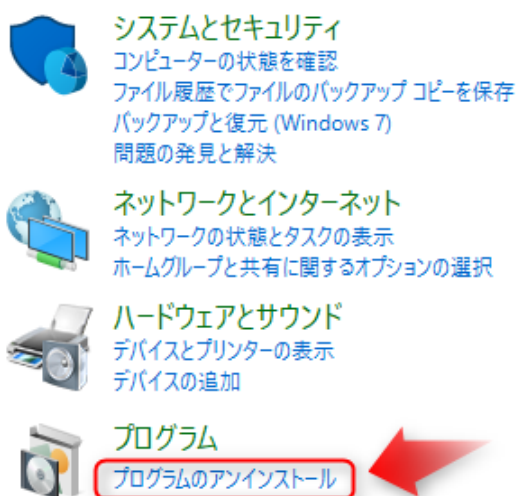 システムとセキュリティ
コンピューターの状態を確認
ファイル履歴でファイルのバックアップ コピーを保存
バックアップと復元 (Windows 7)
問題の発見と解決
ネットワークとインターネット
ネットワークの状態とタスクの表示
ホームグループと共有に関するオプションの選択
ハードウェアとサウンド
デバイスとプリンターの表示
デバイスの追加
プログラム
プログラムのアンインストール